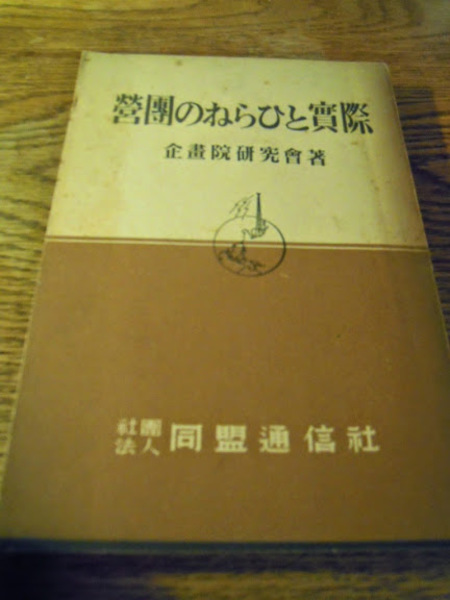 營團のねらひと實際
企畫院研究會著
社團
法人 同盟通信社